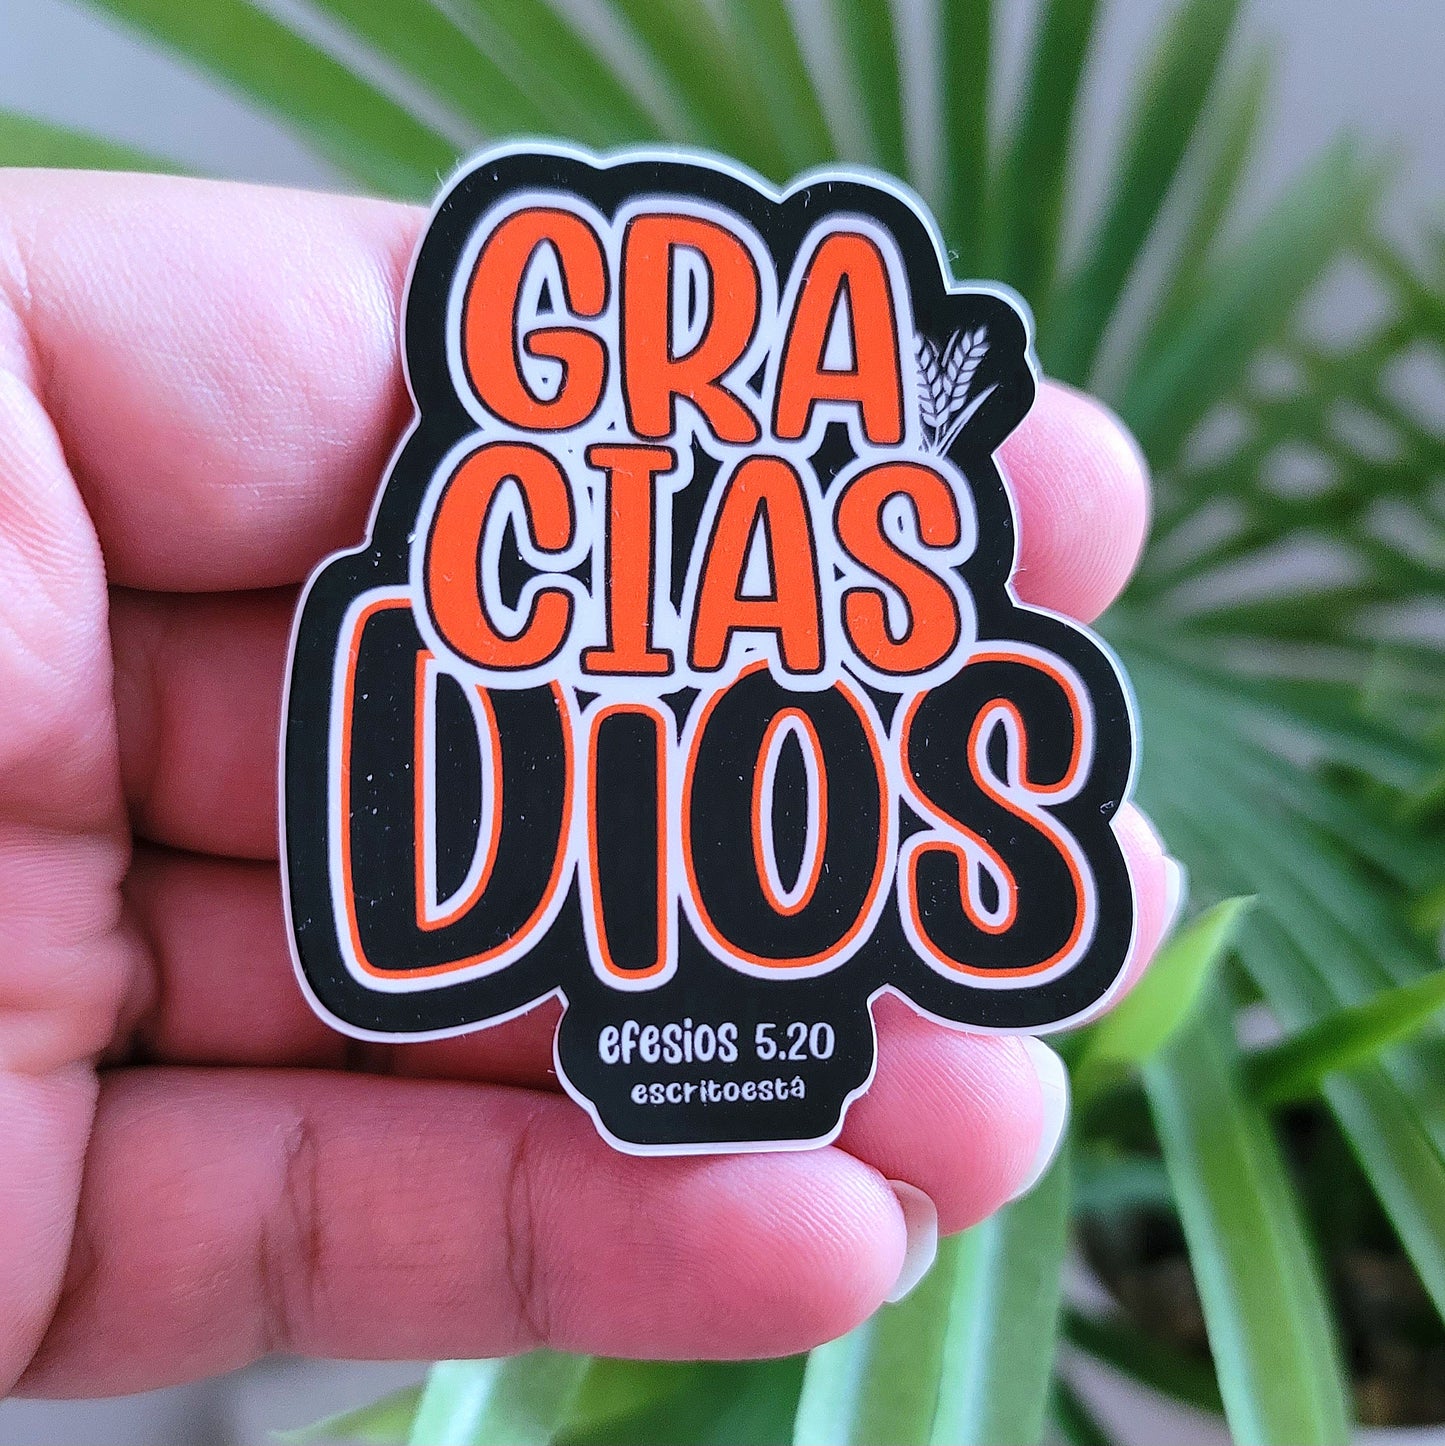 GRA
CIAS
DiOS
efesios 5.20
escritoestá